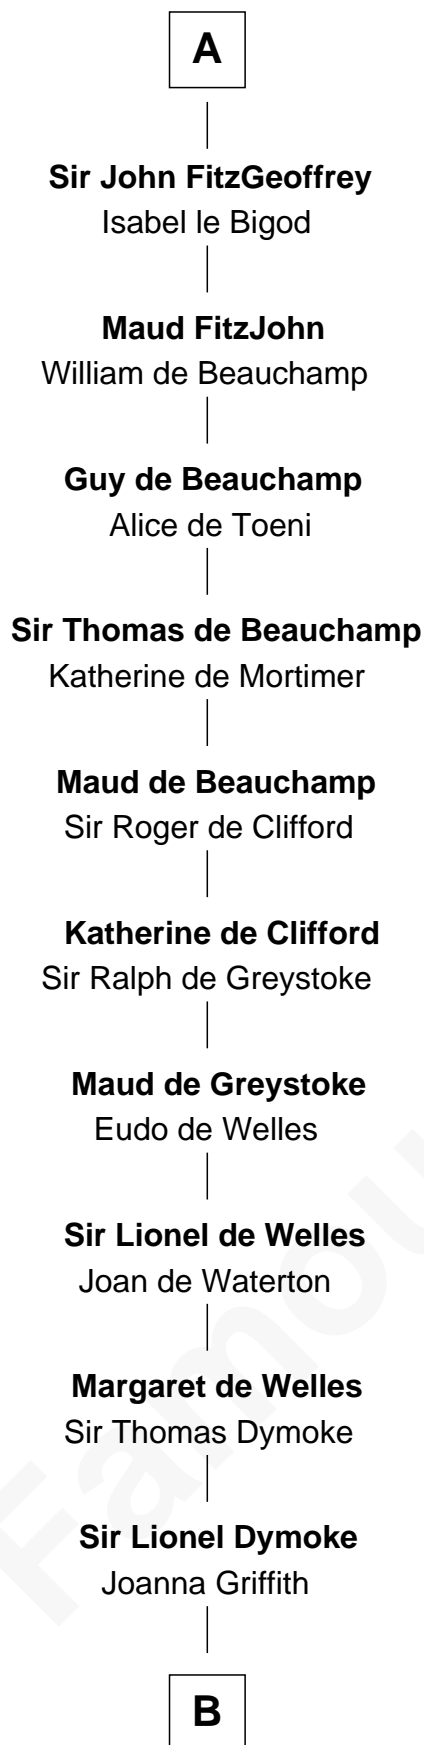 A
Sir John FitzGeoffrey
Isabel le Bigod
Maud FitzJohn
William de Beauchamp
Guy de Beauchamp
Alice de Toeni
Sir Thomas de Beauchamp
Katherine de Mortimer
Maud de Beauchamp
Sir Roger de Clifford
Katherine de Clifford
Sir Ralph de Greystoke
Maud de Greystoke
Eudo de Welles
Sir Lionel de Welles
Joan de Waterton
Margaret de Welles
Sir Thomas Dymoke
Sir Lionel Dymoke
Joanna Griffith
B
Famou